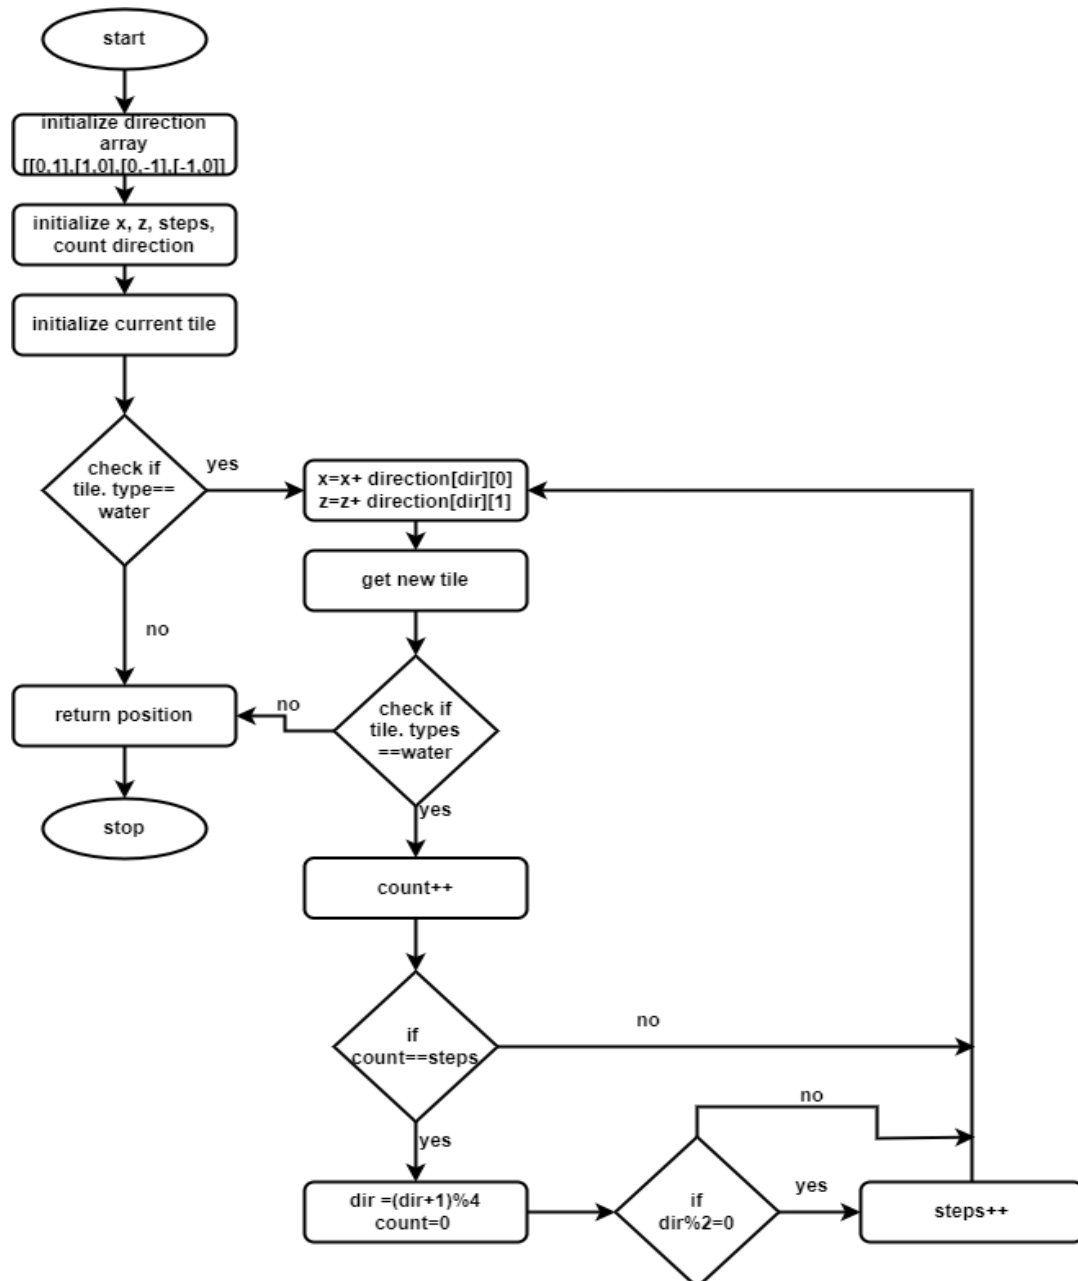 start
initialize direction
array
[[0,1],[1,0],[0,-1],[-1,0]]
initialize x, z, steps,
count direction
initialize current tile
check if
tile. type==
water
yes
no
x=x+ direction[dir][0]
z=z+ direction[dir][1]
get new tile
check if
tile. types
==water
no
return position
stop
yes
count++
if
count==steps
no
yes
dir =(dir+1)%4
count=0
if
dir%2=0
no
yes
steps++